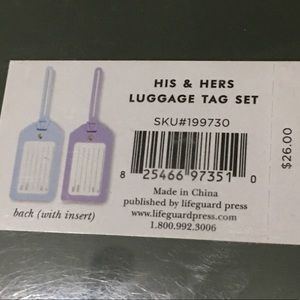 HIS & HERS
LUGGAGE TAG SET
SKU#199730
8 25466 97351 0
Made in China
published by lifeguard press
www.lifeguardpress.com
1.800.992.3006
back (with insert)
$26.00